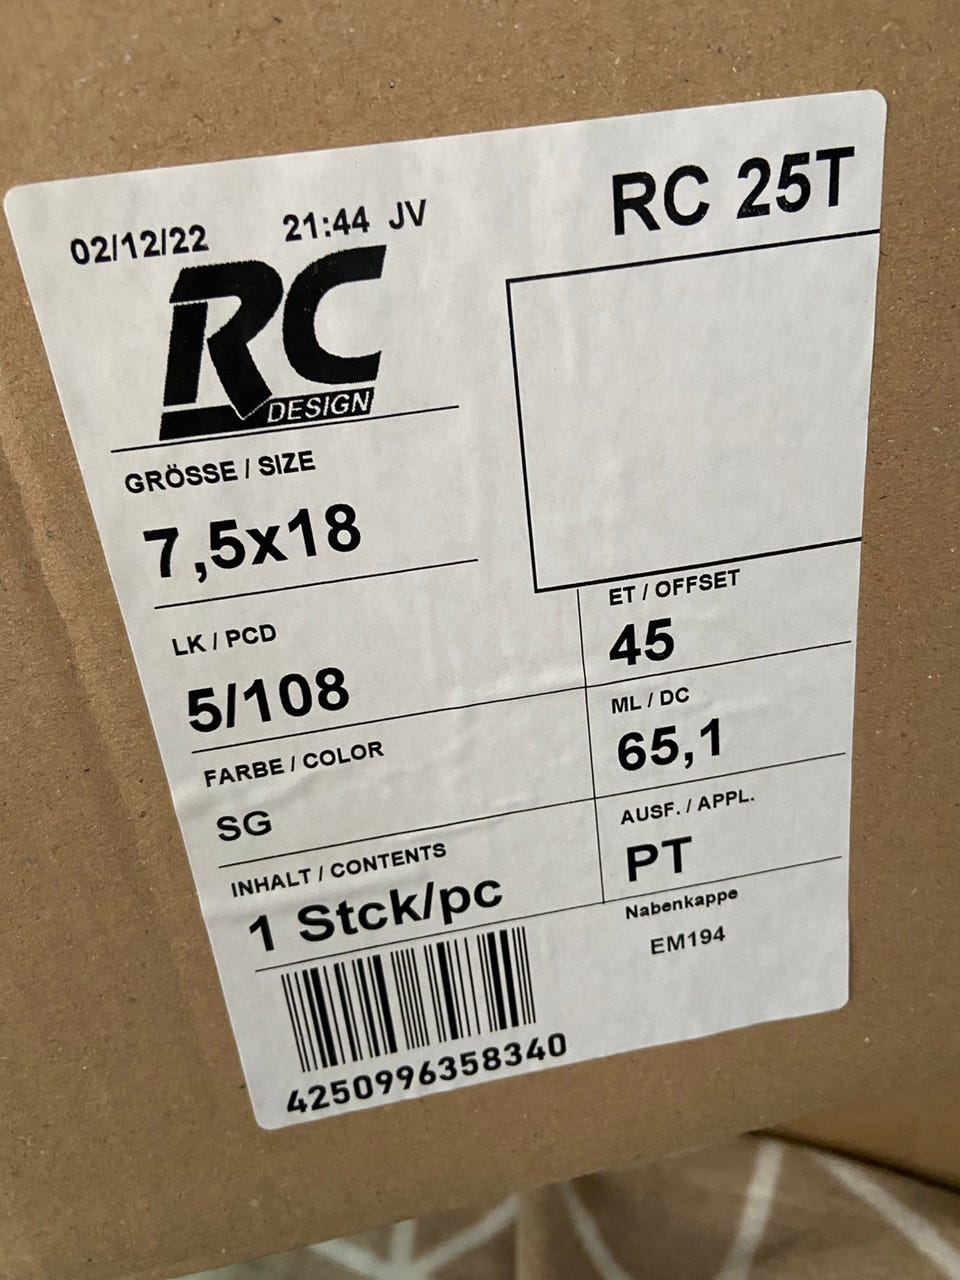 02/12/22 21:44 JV
RC 25T
RC
DESIGN
GRÖSSE / SIZE
7,5x18
LK / PCD
5/108
ET / OFFSET
45
FARBE / COLOR
SG
ML / DC
65,1
INHALT / CONTENTS
1 Stck/pc
AUSF. / APPL.
PT
Nabenkappe
EM194
4250996358340